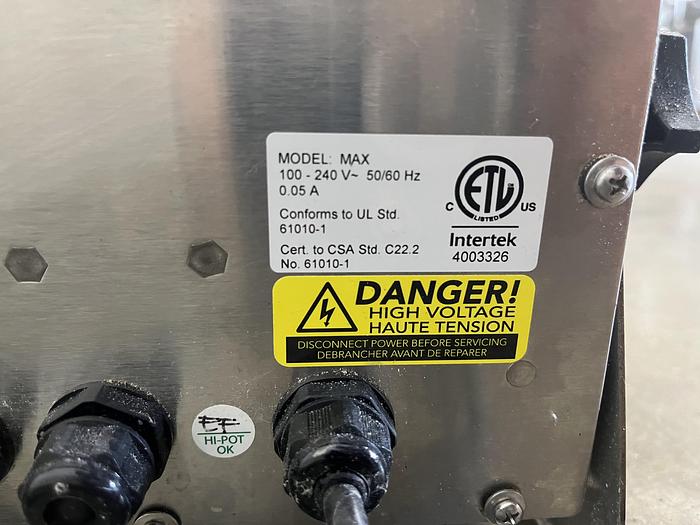 MODEL: MAX
100 - 240 V~ 50/60 Hz
0.05 A
Conforms to UL Std.
61010-1
Cert. to CSA Std. C22.2
No. 61010-1
ETL
C US
LISTED
Intertek
4003326
DANGER!
HIGH VOLTAGE
HAUTE TENSION
DISCONNECT POWER BEFORE SERVICING
DEBRANCHER AVANT DE REPARER
EF
HI-POT
OK